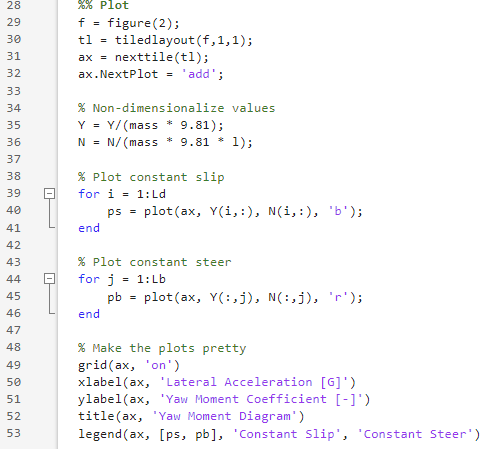 28 %% Plot
29 f = figure(2);
30 tl = tiledlayout(f,1,1);
31 ax = nexttile(tl);
32 ax.NextPlot = 'add';
33
34 % Non-dimensionalize values
35 Y = Y/(mass * 9.81);
36 N = N/(mass * 9.81 * l);
37
38 % Plot constant slip
39 for i = 1:Ld
40 ps = plot(ax, Y(i,:), N(i,:), 'b');
41 end
42
43 % Plot constant steer
44 for j = 1:Lb
45 pb = plot(ax, Y(:,j), N(:,j), 'r');
46 end
47
48 % Make the plots pretty
49 grid(ax, 'on')
50 xlabel(ax, 'Lateral Acceleration [G]')
51 ylabel(ax, 'Yaw Moment Coefficient [-]')
52 title(ax, 'Yaw Moment Diagram')
53 legend(ax, [ps, pb], 'Constant Slip', 'Constant Steer')